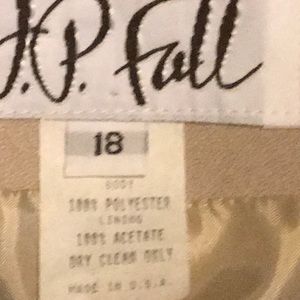 J.P. Fall
18
BODY
100% POLYESTER
LINING
100% ACETATE
DRY CLEAN ONLY
MADE IN U.S.A.